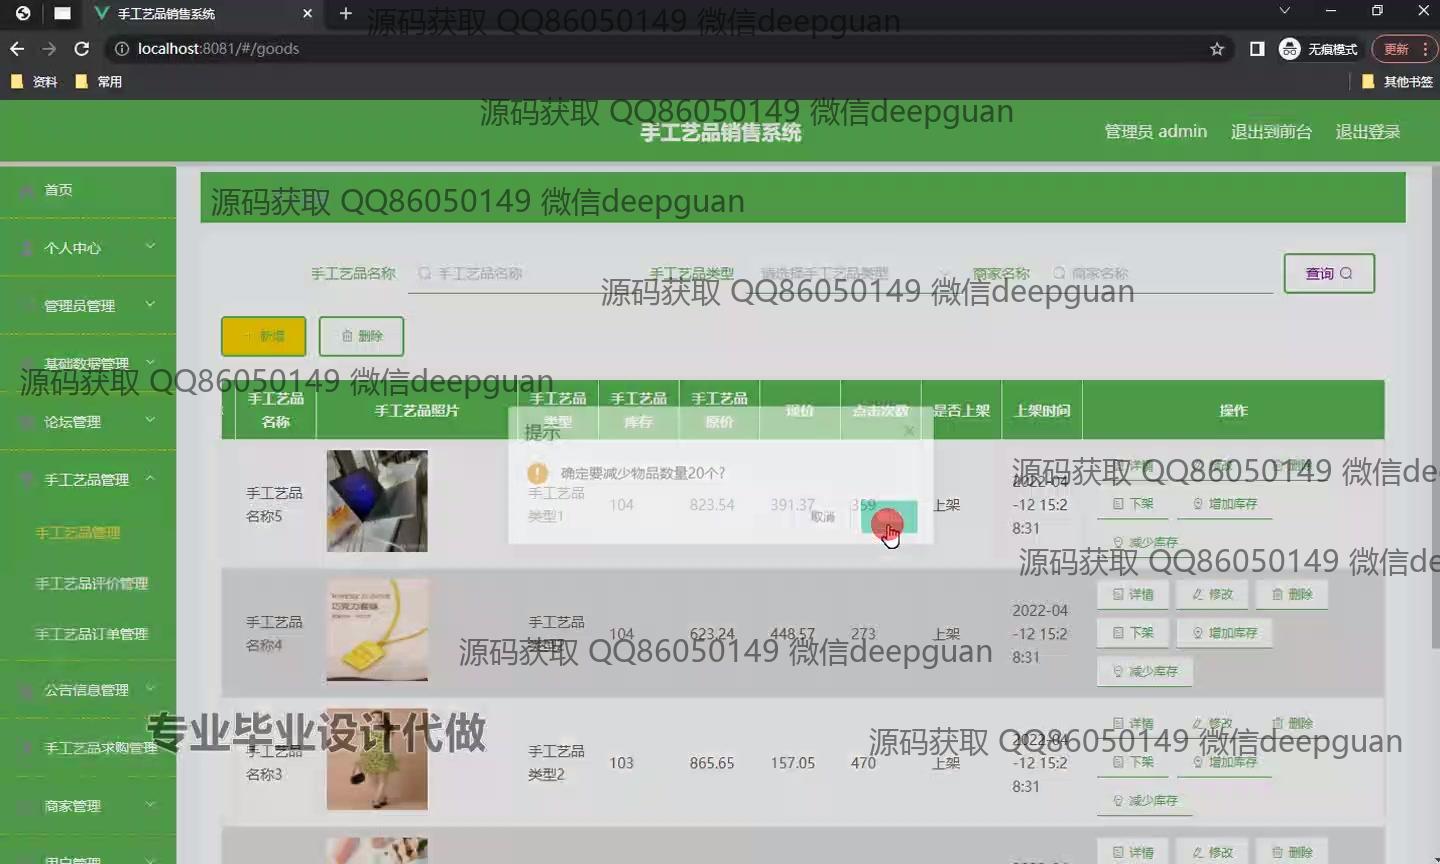 手工艺品销售系统
localhost:8081/#/goods
无痕模式
更新
资料
常用
其他书签
源码获取 QQ86050149 微信deepguan
源码获取 QQ86050149 微信deepguan
手工艺品销售系统
管理员 admin
退出到前台
退出登录
源码获取 QQ86050149 微信deepguan
首页
个人中心
管理员管理
基础数据管理
论坛管理
手工艺品管理
手工艺品管理
手工艺品评价管理
手工艺品订单管理
公告信息管理
手工艺品求购管理
商家管理
用户管理
手工艺品名称
手工艺品名称
手工艺品类型
请选择手工艺品类型
商家名称
商家名称
查询
源码获取 QQ86050149 微信deepguan
新增
删除
源码获取 QQ86050149 微信deepguan
手工艺品名称
手工艺品照片
手工艺品类型
手工艺品库存
手工艺品原价
现价
点击次数
是否上架
上架时间
操作
提示
确定要减少物品数量20个?
取消
手工艺品名称5
手工艺品类型1
104
823.54
391.37
359
上架
2022-04-12 15:28:31
详情
修改
删除
下架
增加库存
减少库存
源码获取 QQ86050149 微信de
源码获取 QQ86050149 微信de
手工艺品名称4
巧克力套绳
手工艺品
104
623.24
448.57
273
上架
2022-04-12 15:28:31
详情
修改
删除
下架
增加库存
减少库存
源码获取 QQ86050149 微信deepguan
专业毕业设计代做
手工艺品名称3
手工艺品类型2
103
865.65
157.05
470
上架
2022-04-12 15:28:31
详情
修改
删除
下架
增加库存
减少库存
源码获取 QQ86050149 微信deepguan
详情
修改
删除